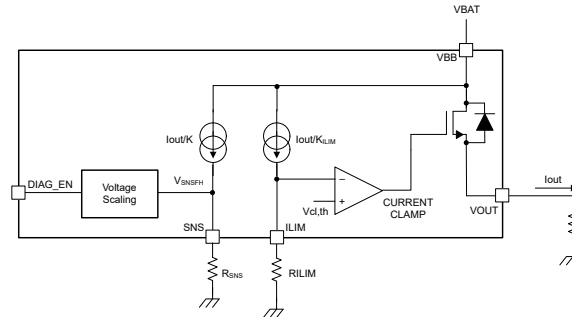 VBAT
VBB
Iout/K
Iout/KILIM
DIAG_EN
Voltage
Scaling
VSNSFH
Vcl,th
CURRENT
CLAMP
Iout
VOUT
SNS
ILIM
RSNS
RILIM